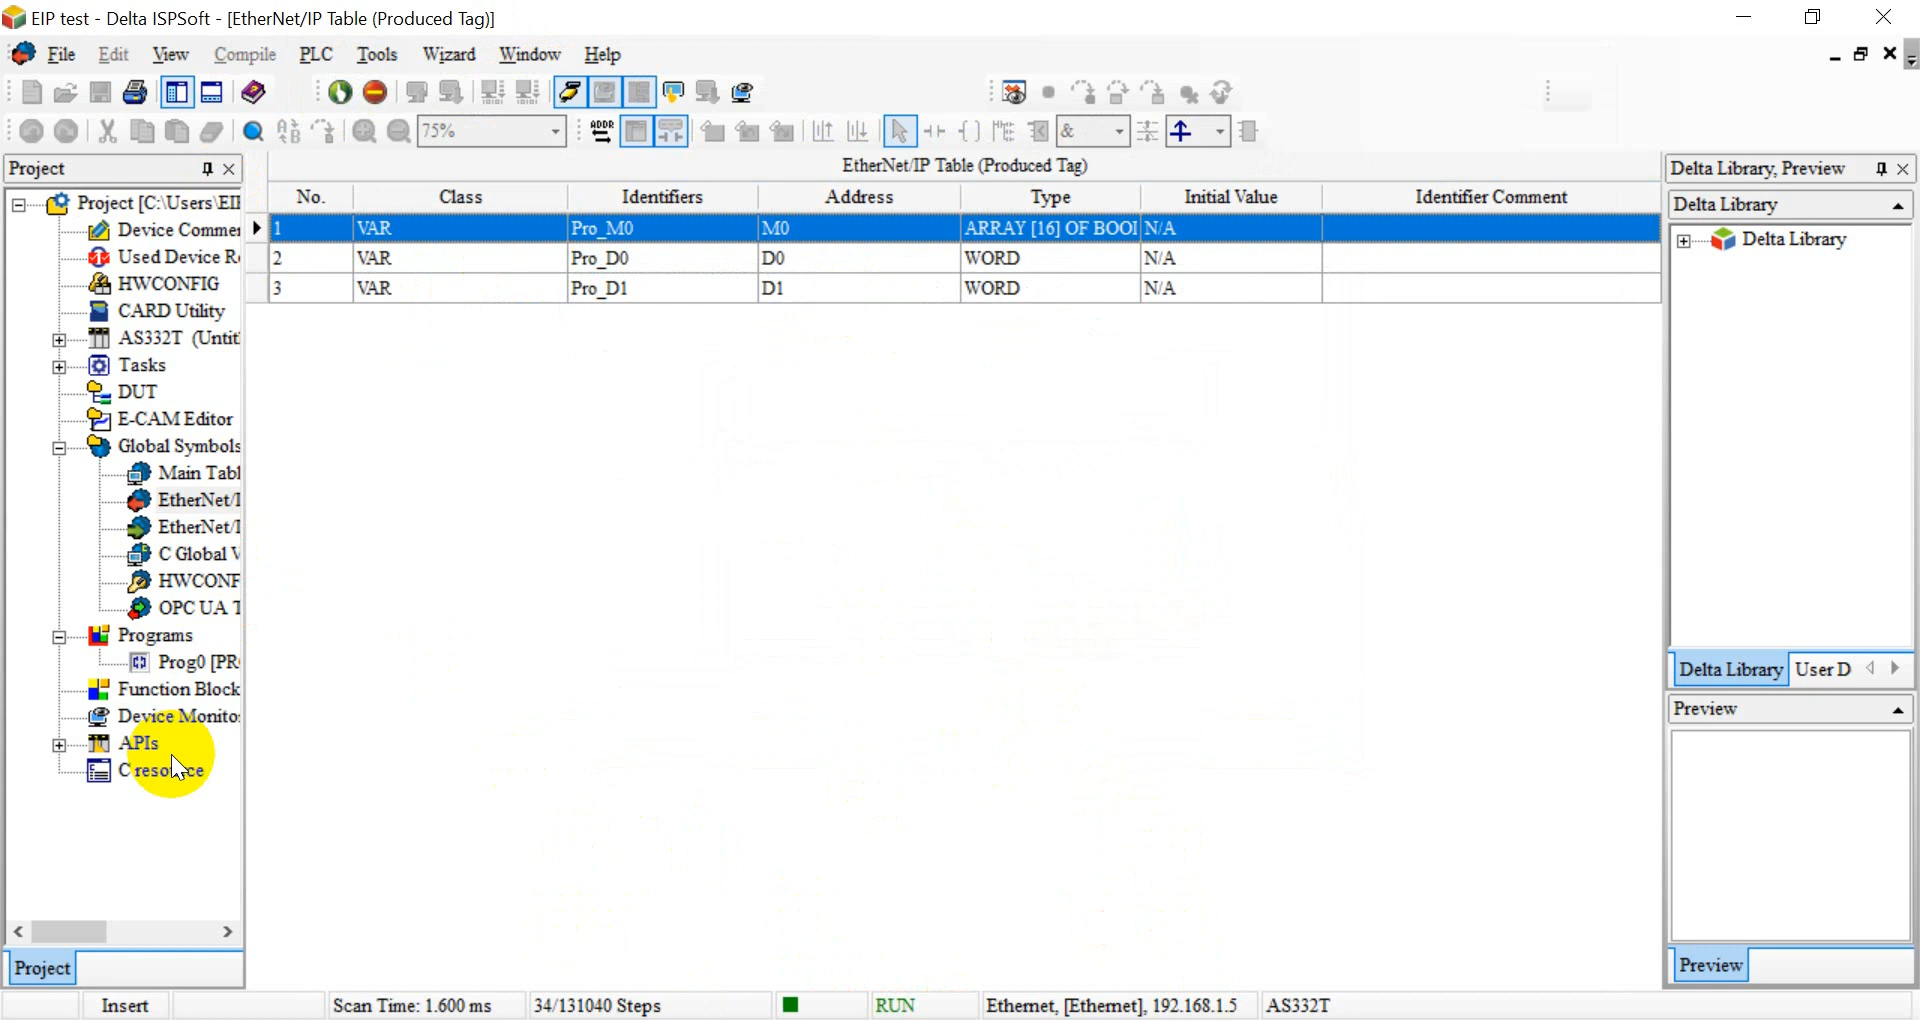 EIP test - Delta ISPSoft - [EtherNet/IP Table (Produced Tag)]
File Edit View Compile PLC Tools Wizard Window Help
75% ADDR &
Project
Project [C:\Users\EII
Device Commen
Used Device R
HWCONFIG
CARD Utility
AS332T (Untit
Tasks
DUT
E-CAM Editor
Global Symbols
Main Tabl
EtherNet/I
EtherNet/I
C Global V
HWCONF
OPC UA T
Programs
Prog0 [PR
Function Block
Device Monito
APIs
C resource
Project
EtherNet/IP Table (Produced Tag)
No. Class Identifiers Address Type Initial Value Identifier Comment
1 VAR Pro_M0 M0 ARRAY [16] OF BOOL N/A
2 VAR Pro_D0 D0 WORD N/A
3 VAR Pro_D1 D1 WORD N/A
Delta Library, Preview
Delta Library
Delta Library
Delta Library User D
Preview
Preview
Insert Scan Time: 1.600 ms 34/131040 Steps RUN Ethernet, [Ethernet], 192.168.1.5 AS332T